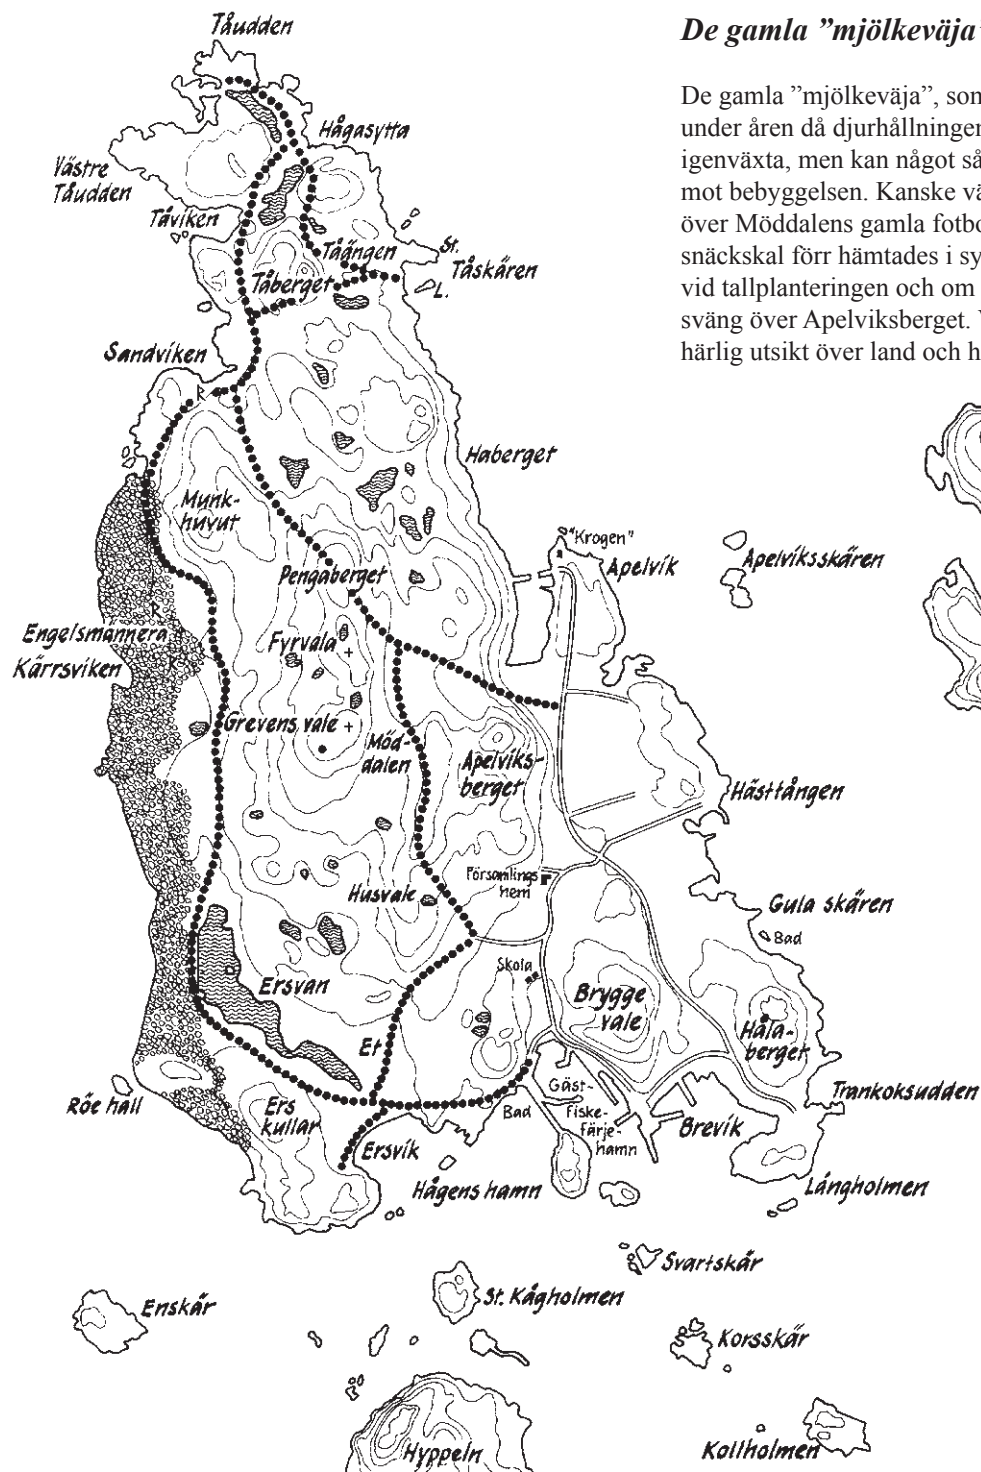 De gamla ”mjölkeväja”
De gamla ”mjölkeväja”, som
under åren då djurhållningen
igenväxta, men kan något så
mot bebyggelsen. Kanske vä
över Möddalens gamla fotbo
snäckskal förr hämtades i sy
vid tallplanteringen och om
sväng över Apelviksberget. V
härlig utsikt över land och h
Tåudden
Hågasytta
Västre
Tåudden
Tåviken
St.
Tåängen
Tåskären
Tåberget
L.
Sandviken
R
Haberget
Munk-
huvut
"Krogen"
Apelvik
Apelviksskären
Pengaberget
R
Engelsmännera
Fyrvala
Kärrsviken
Grevens vale
Möd-
dalen
Apelviks-
berget
Hästtången
Församlings
hem
Husvale
Gula skären
Bad
Skola
Ersvan
Brygge
vale
Hala-
berget
Et
Röe hall
Ers
kullar
Gäst-
Bad
Fiske-
Färje-
hamn
Brevik
Trankoksudden
Ersvik
Hågens hamn
Långholmen
Svartskär
Enskär
St. Kågholmen
Korsskär
Hyppeln
Kollholmen